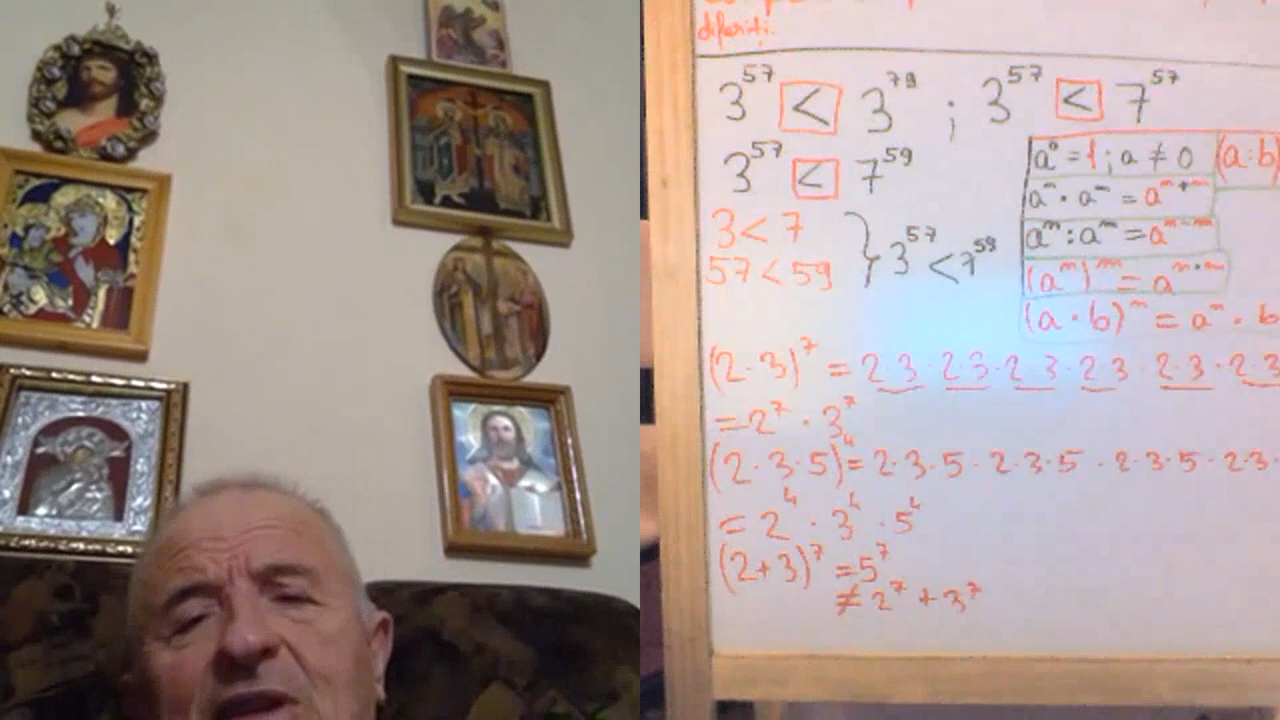 diferiți.
3^57 < 3^79 ; 3^57 < 7^57
3^57 < 7^59
3 < 7
57 < 59
} 3^57 < 7^59
a^0 = 1 ; a ≠ 0 (a:b)
a^n · a^m = a^{n+m}
a^m : a^n = a^{m-n}
(a^n)^m = a^{n·m}
(a · b)^m = a^m · b
(2·3)^7 = 2·3 · 2·3 · 2·3 · 2·3 · 2·3 · 2·3
= 2^7 · 3^7
(2·3·5)^4 = 2·3·5 · 2·3·5 · 2·3·5 · 2·3·
= 2^4 · 3^4 · 5^4
(2+3)^7 = 5^7
≠ 2^7 + 3^7